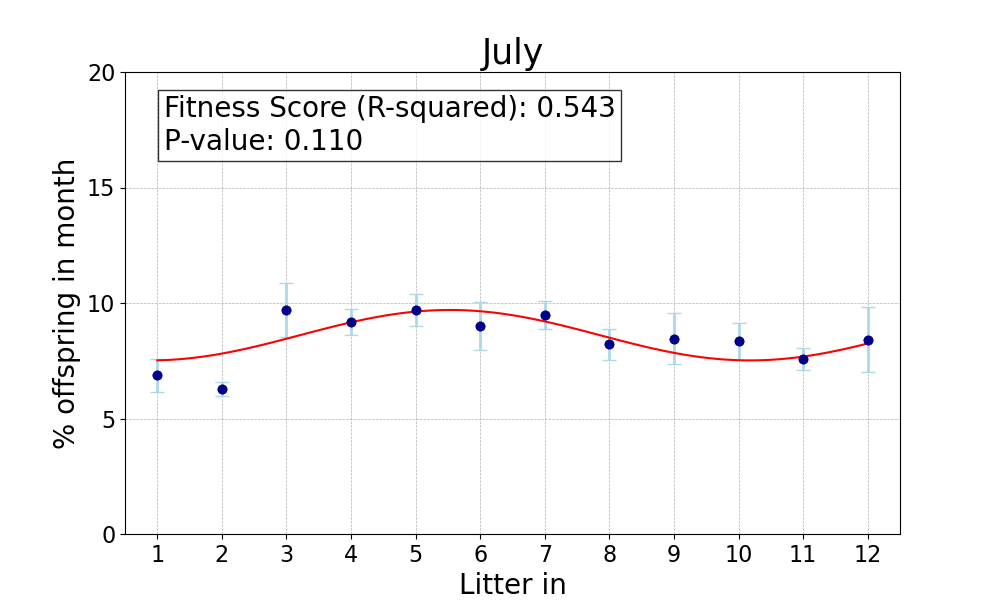 July
Fitness Score (R-squared): 0.543
P-value: 0.110
% offspring in month
20
15
10
5
0
1 2 3 4 5 6 7 8 9 10 11 12
Litter in